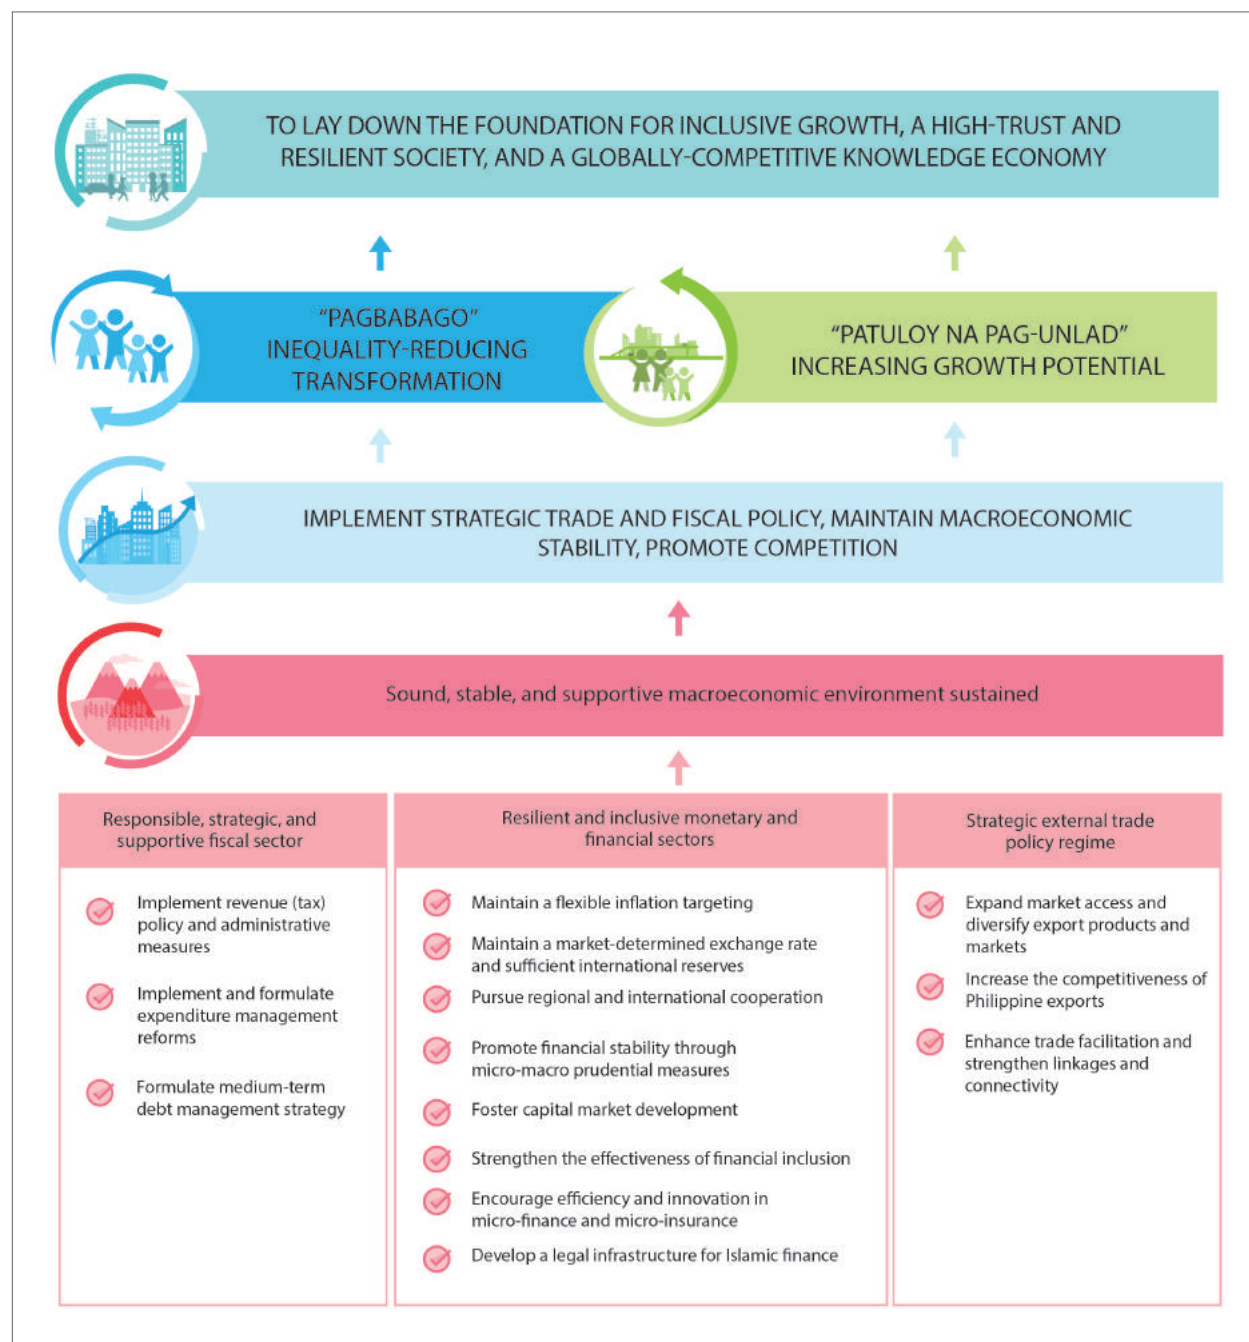 TO LAY DOWN THE FOUNDATION FOR INCLUSIVE GROWTH, A HIGH-TRUST AND
RESILIENT SOCIETY, AND A GLOBALLY-COMPETITIVE KNOWLEDGE ECONOMY
“PAGBABAGO”
INEQUALITY-REDUCING
TRANSFORMATION
“PATULOY NA PAG-UNLAD”
INCREASING GROWTH POTENTIAL
IMPLEMENT STRATEGIC TRADE AND FISCAL POLICY, MAINTAIN MACROECONOMIC
STABILITY, PROMOTE COMPETITION
Sound, stable, and supportive macroeconomic environment sustained
Responsible, strategic, and
supportive fiscal sector
Implement revenue (tax)
policy and administrative
measures
Implement and formulate
expenditure management
reforms
Formulate medium-term
debt management strategy
Resilient and inclusive monetary and
financial sectors
Maintain a flexible inflation targeting
Maintain a market-determined exchange rate
and sufficient international reserves
Pursue regional and international cooperation
Promote financial stability through
micro-macro prudential measures
Foster capital market development
Strengthen the effectiveness of financial inclusion
Encourage efficiency and innovation in
micro-finance and micro-insurance
Develop a legal infrastructure for Islamic finance
Strategic external trade
policy regime
Expand market access and
diversify export products and
markets
Increase the competitiveness of
Philippine exports
Enhance trade facilitation and
strengthen linkages and
connectivity